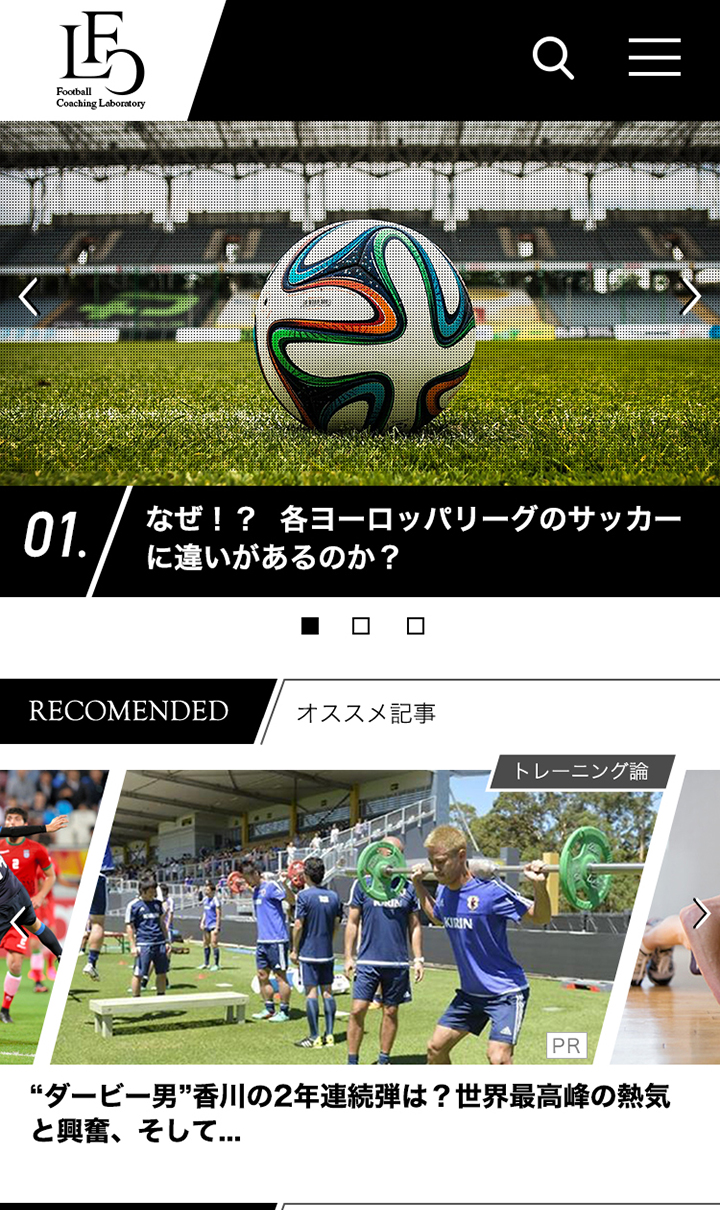 LFC
Football
Coaching Laboratory
01.
なぜ！？　各ヨーロッパリーグのサッカー
に違いがあるのか？
RECOMENDED
オススメ記事
トレーニング論
KIRIN
KIRIN
PR
“ダービー男”香川の2年連続弾は？世界最高峰の熱気
と興奮、そして...